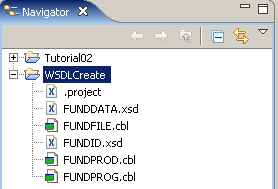 Navigator
Tutorial02
WSDLCreate
.project
FUNDDATA.xsd
FUNDFILE.cbl
FUNDID.xsd
FUNDPROD.cbl
FUNDPROG.cbl